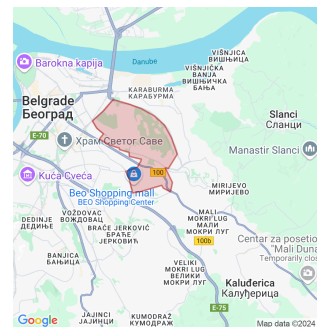 VIŠNJICA
ВИШЊИЦА
Barokna kapija
Danube
VIŠNJIČKA
BANJA
ВИШЊИЧКА
БАЊА
KARABURMA
КАРАБУРМА
Belgrade
Београд
Slanci
Сланци
E-70
Храм Светог Саве
Manastir Slanci
Kuća Cveća
100
Beo Shopping mall
BEO Shopping Center
MIRIJEVO
МИРИЈЕВО
VOŽDOVAC
ВОЖДОВАЦ
DEDINJE
ДЕДИЊЕ
MALI
MOKRI LUG
МАЛИ
МОКРИ ЛУГ
BRAĆE JERKOVIĆ
БРАЋЕ
ЈЕРКОВИЋ
100b
Centar za poseti
"Mali Duna
Temporarily clos
BANJICA
БАЊИЦА
VELIKI
MOKRI LUG
ВЕЛИКИ
МОКРИ ЛУГ
Kaluđerica
Калуђерица
E-75
JAJINCI
ЈАЈИНЦИ
KUMODRAŽ
КУМОДРАЖ
Google
Map data ©2024